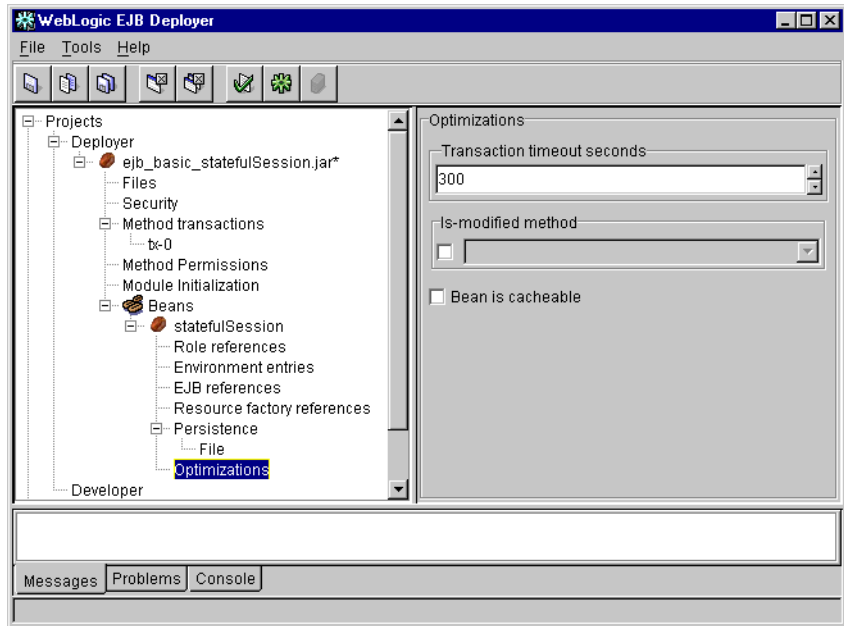 WebLogic EJB Deployer
File Tools Help
Projects
Deployer
ejb_basic_statefulSession.jar*
Files
Security
Method transactions
tx-0
Method Permissions
Module Initialization
Beans
statefulSession
Role references
Environment entries
EJB references
Resource factory references
Persistence
File
Optimizations
Developer
Optimizations
Transaction timeout seconds
300
Is-modified method
Bean is cacheable
Messages Problems Console